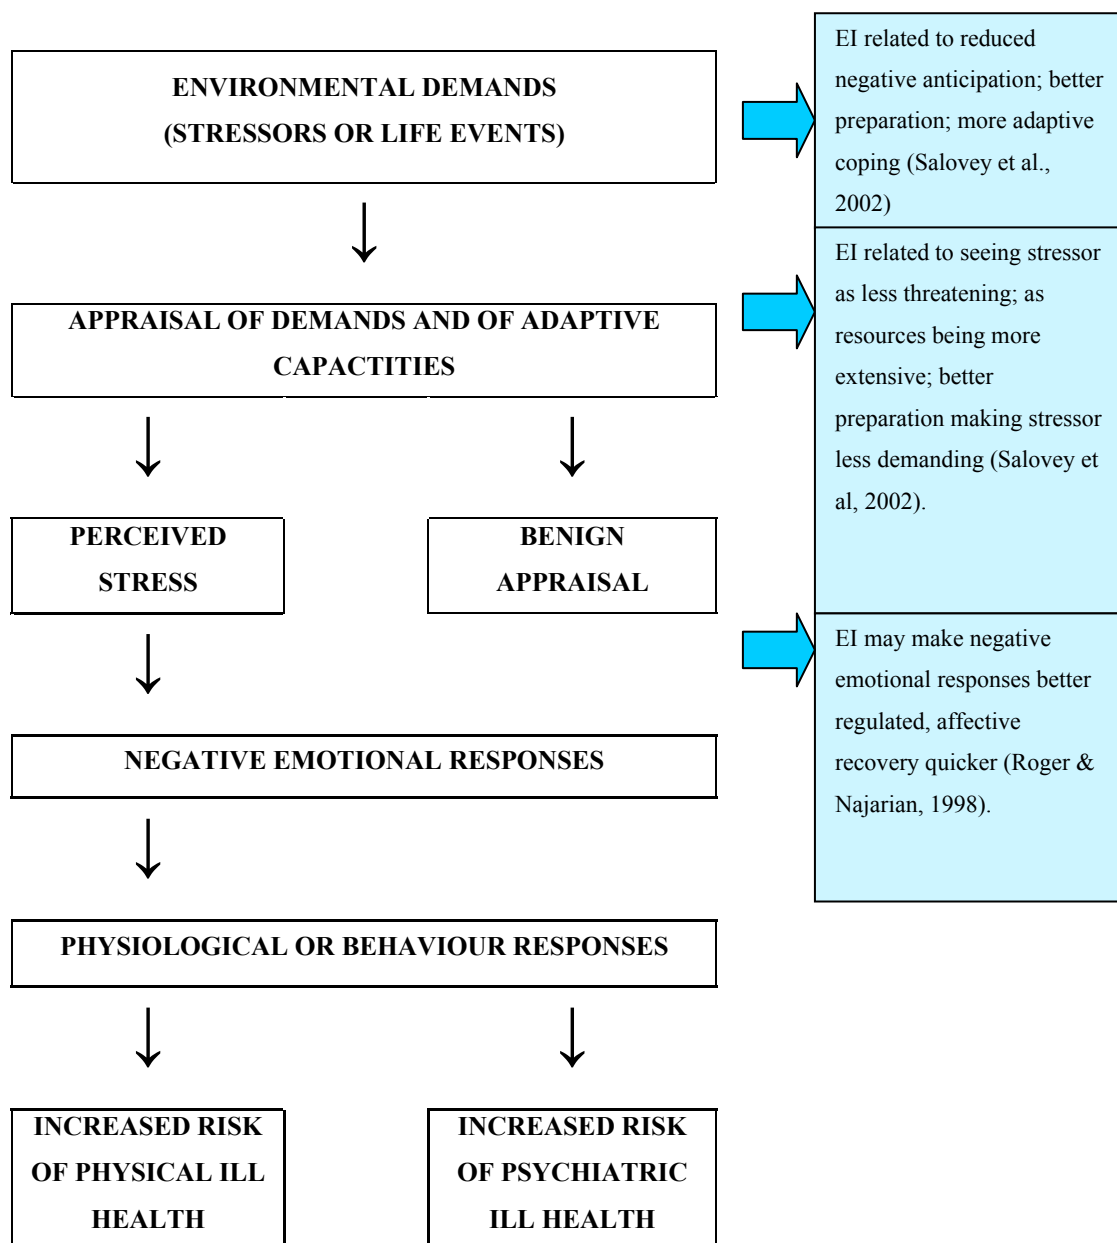 ENVIRONMENTAL DEMANDS
(STRESSORS OR LIFE EVENTS)
EI related to reduced
negative anticipation; better
preparation; more adaptive
coping (Salovey et al.,
2002)
APPRAISAL OF DEMANDS AND OF ADAPTIVE
CAPACTITIES
EI related to seeing stressor
as less threatening; as
resources being more
extensive; better
preparation making stressor
less demanding (Salovey et
al, 2002).
PERCEIVED
STRESS
BENIGN
APPRAISAL
EI may make negative
emotional responses better
regulated, affective
recovery quicker (Roger &
Najarian, 1998).
NEGATIVE EMOTIONAL RESPONSES
PHYSIOLOGICAL OR BEHAVIOUR RESPONSES
INCREASED RISK
OF PHYSICAL ILL
HEALTH
INCREASED RISK
OF PSYCHIATRIC
ILL HEALTH